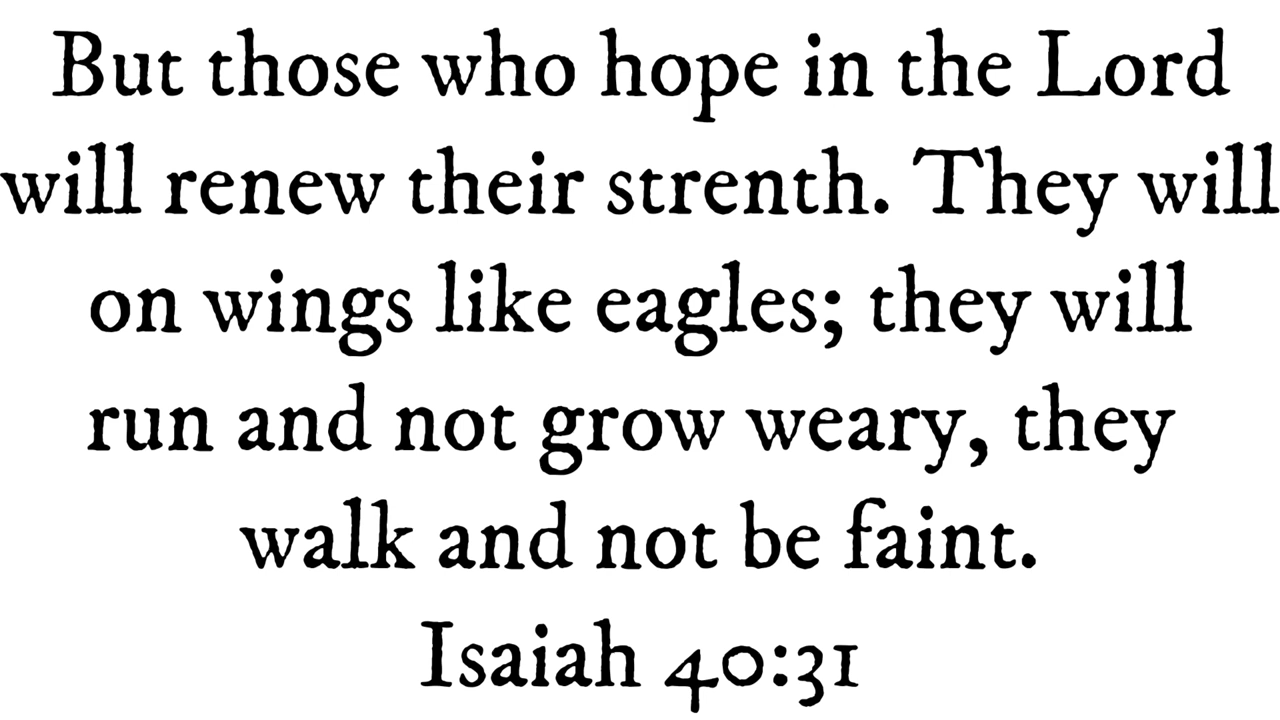 But those who hope in the Lord
will renew their strenth. They will
on wings like eagles; they will
run and not grow weary, they
walk and not be faint.
Isaiah 40:31